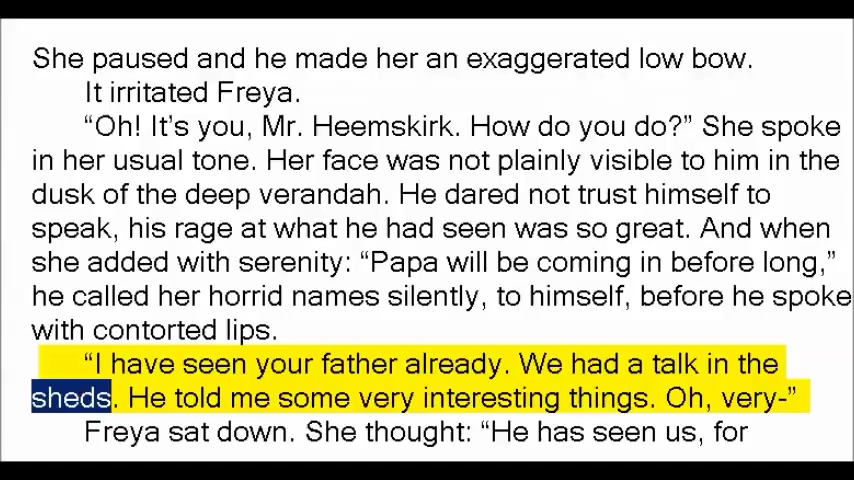 She paused and he made her an exaggerated low bow.
It irritated Freya.
“Oh! It’s you, Mr. Heemskirk. How do you do?” She spoke
in her usual tone. Her face was not plainly visible to him in the
dusk of the deep verandah. He dared not trust himself to
speak, his rage at what he had seen was so great. And when
she added with serenity: “Papa will be coming in before long,”
he called her horrid names silently, to himself, before he spoke
with contorted lips.
“I have seen your father already. We had a talk in the
sheds. He told me some very interesting things. Oh, very-”
Freya sat down. She thought: “He has seen us, for